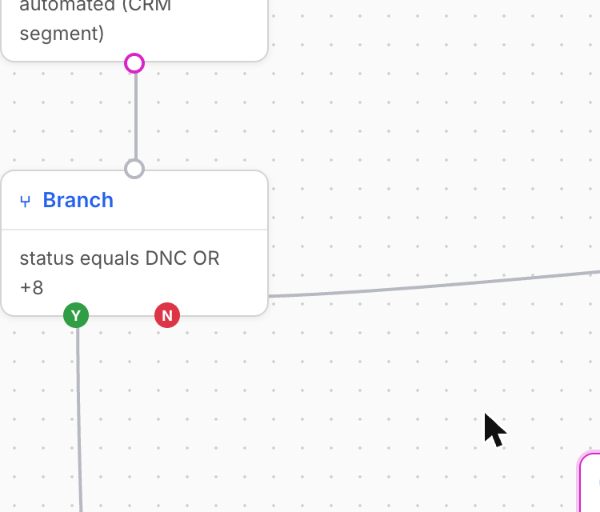 automated (CRM
segment)
Branch
status equals DNC OR
+8
Y
N